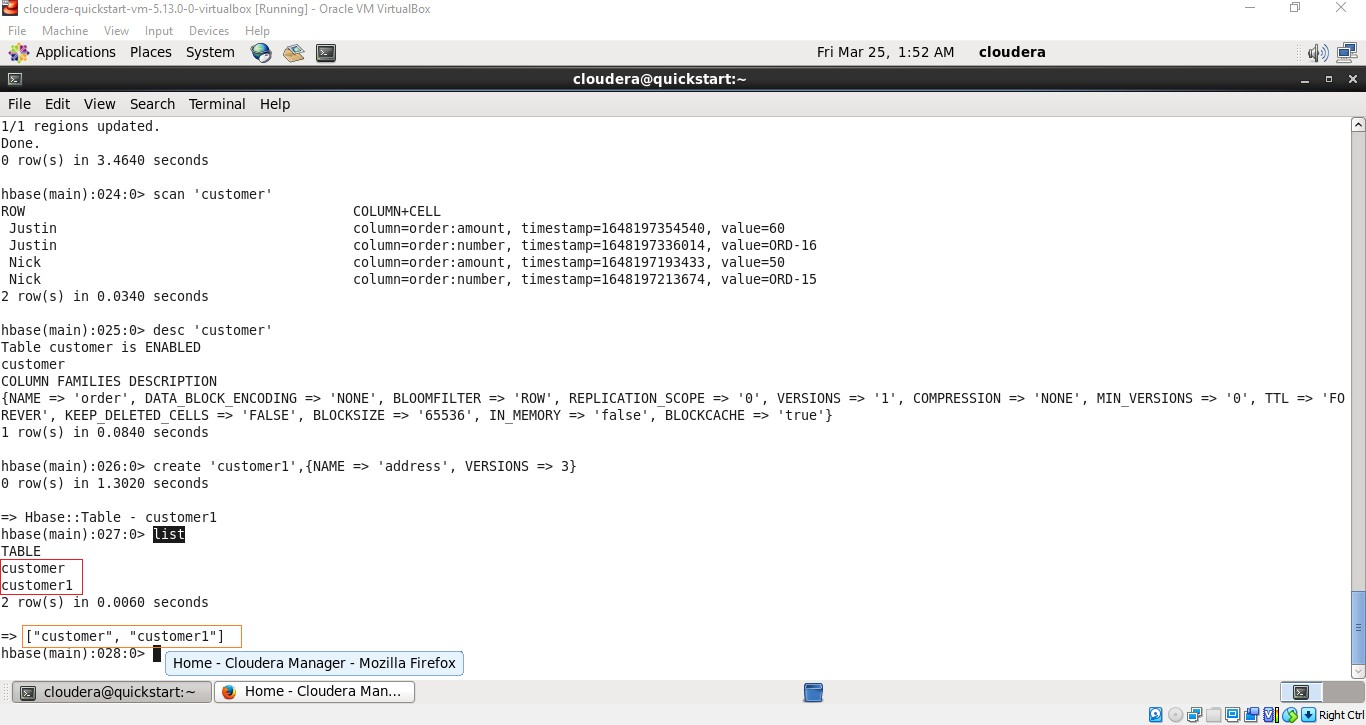 cloudera-quickstart-vm-5.13.0-0-virtualbox [Running] - Oracle VM VirtualBox
File Machine View Input Devices Help
Applications Places System Fri Mar 25, 1:52 AM cloudera
cloudera@quickstart:~
File Edit View Search Terminal Help
1/1 regions updated.
Done.
0 row(s) in 3.4640 seconds
hbase(main):024:0> scan 'customer'
ROW COLUMN+CELL
Justin column=order:amount, timestamp=1648197354540, value=60
Justin column=order:number, timestamp=1648197336014, value=ORD-16
Nick column=order:amount, timestamp=1648197193433, value=50
Nick column=order:number, timestamp=1648197213674, value=ORD-15
2 row(s) in 0.0340 seconds
hbase(main):025:0> desc 'customer'
Table customer is ENABLED
customer
COLUMN FAMILIES DESCRIPTION
{NAME => 'order', DATA_BLOCK_ENCODING => 'NONE', BLOOMFILTER => 'ROW', REPLICATION_SCOPE => '0', VERSIONS => '1', COMPRESSION => 'NONE', MIN_VERSIONS => '0', TTL => 'FO
REVER', KEEP_DELETED_CELLS => 'FALSE', BLOCKSIZE => '65536', IN_MEMORY => 'false', BLOCKCACHE => 'true'}
1 row(s) in 0.0840 seconds
hbase(main):026:0> create 'customer1',{NAME => 'address', VERSIONS => 3}
0 row(s) in 1.3020 seconds
=> Hbase::Table - customer1
hbase(main):027:0> list
TABLE
customer
customer1
2 row(s) in 0.0060 seconds
=> ["customer", "customer1"]
hbase(main):028:0>
Home - Cloudera Manager - Mozilla Firefox
cloudera@quickstart:~ Home - Cloudera Man...
Right Ctrl